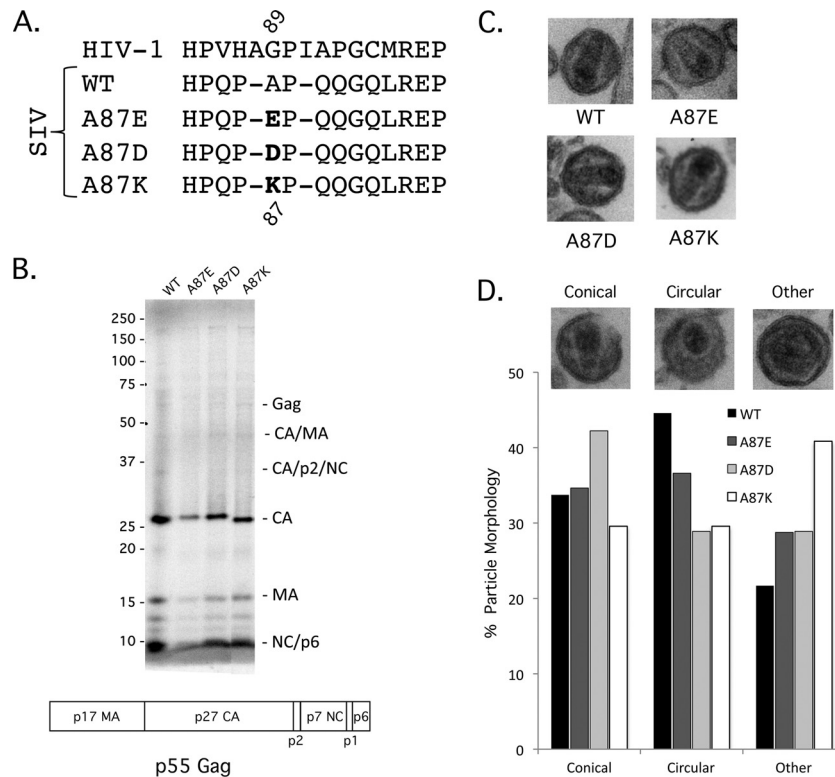 A.
89
HIV-1 HPVHAGPIAPGCMREP
SIV
WT HPQP-AP-QQGQLREP
A87E HPQP-EP-QQGQLREP
A87D HPQP-DP-QQGQLREP
A87K HPQP-KP-QQGQLREP
87
B.
WT A87E A87D A87K
250 -
150 -
100 -
75 -
50 -
37 -
25 -
20 -
15 -
10 -
- Gag
- CA/MA
- CA/p2/NC
- CA
- MA
- NC/p6
p17 MA p27 CA p7 NC p6
p2 p1
p55 Gag
C.
WT A87E
A87D A87K
D.
Conical Circular Other
% Particle Morphology
50
40
30
20
10
0
WT
A87E
A87D
A87K
Conical Circular Other